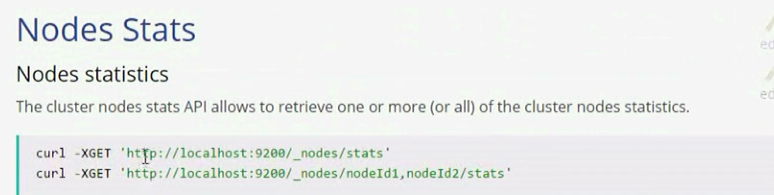 Nodes Stats
Nodes statistics
The cluster nodes stats API allows to retrieve one or more (or all) of the cluster nodes statistics.
curl -XGET 'http://localhost:9200/_nodes/stats'
curl -XGET 'http://localhost:9200/_nodes/nodeId1,nodeId2/stats'